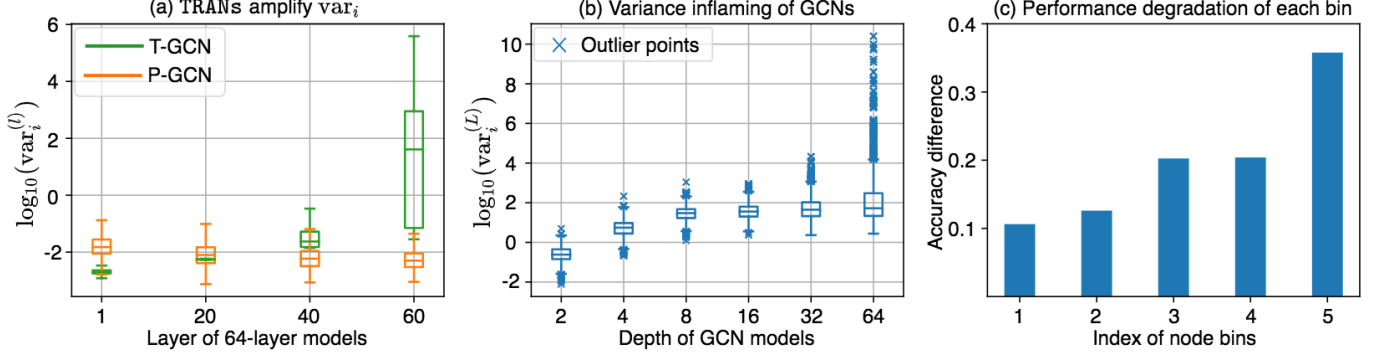 (a) TRANs amplify var_i
T-GCN
P-GCN
log₁₀(var_i^(l))
6
4
2
0
-2
1 20 40 60
Layer of 64-layer models
(b) Variance inflaming of GCNs
Outlier points
log₁₀(var_i^(L))
10
8
6
4
2
0
-2
2 4 8 16 32 64
Depth of GCN models
(c) Performance degradation of each bin
Accuracy difference
0.4
0.3
0.2
0.1
1 2 3 4 5
Index of node bins